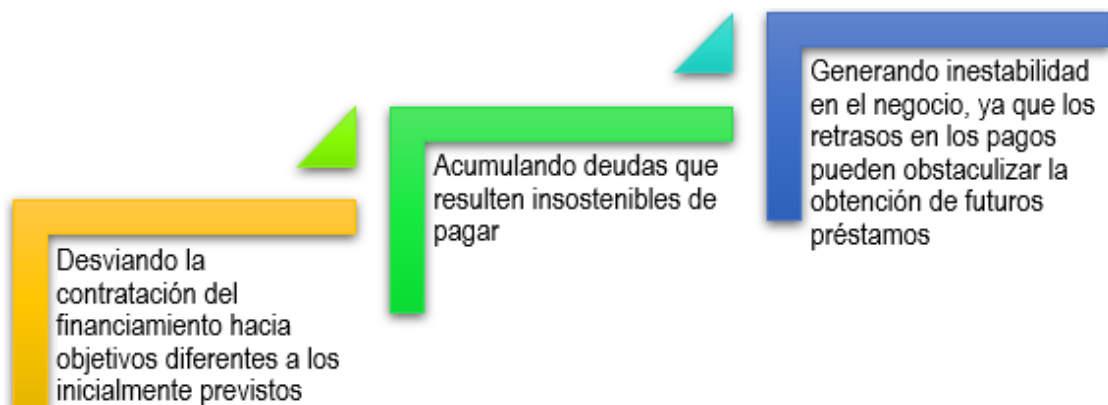 Desviando la
contratación del
financiamiento hacia
objetivos diferentes a los
inicialmente previstos
Acumulando deudas que
resulten insostenibles de
pagar
Generando inestabilidad
en el negocio, ya que los
retrasos en los pagos
pueden obstaculizar la
obtención de futuros
préstamos